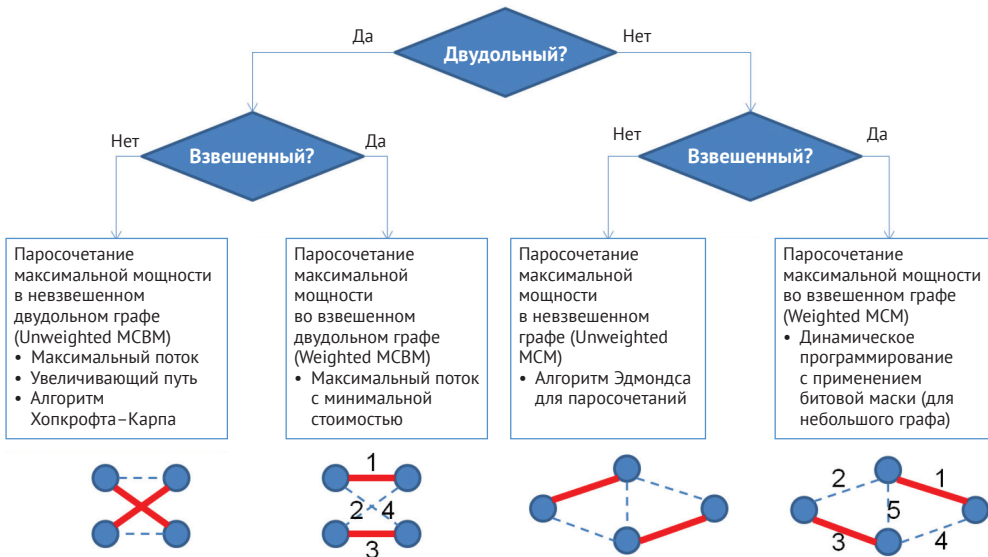 Да
Двудольный?
Нет
Нет
Взвешенный?
Да
Нет
Взвешенный?
Да
Паросочетание
максимальной мощности
в невзвешенном
двудольном графе
(Unweighted MCBM)
• Максимальный поток
• Увеличивающий путь
• Алгоритм
Хопкрофта–Карпа
Паросочетание
максимальной
мощности
во взвешенном
двудольном графе
(Weighted MCBM)
• Максимальный поток
с минимальной
стоимостью
Паросочетание
максимальной
мощности
в невзвешенном
графе (Unweighted
MCM)
• Алгоритм Эдмондса
для паросочетаний
Паросочетание
максимальной мощности
во взвешенном графе
(Weighted MCM)
• Динамическое
программирование
с применением
битовой маски (для
небольшого графа)
1
2 4
3
2 1
5
3 4